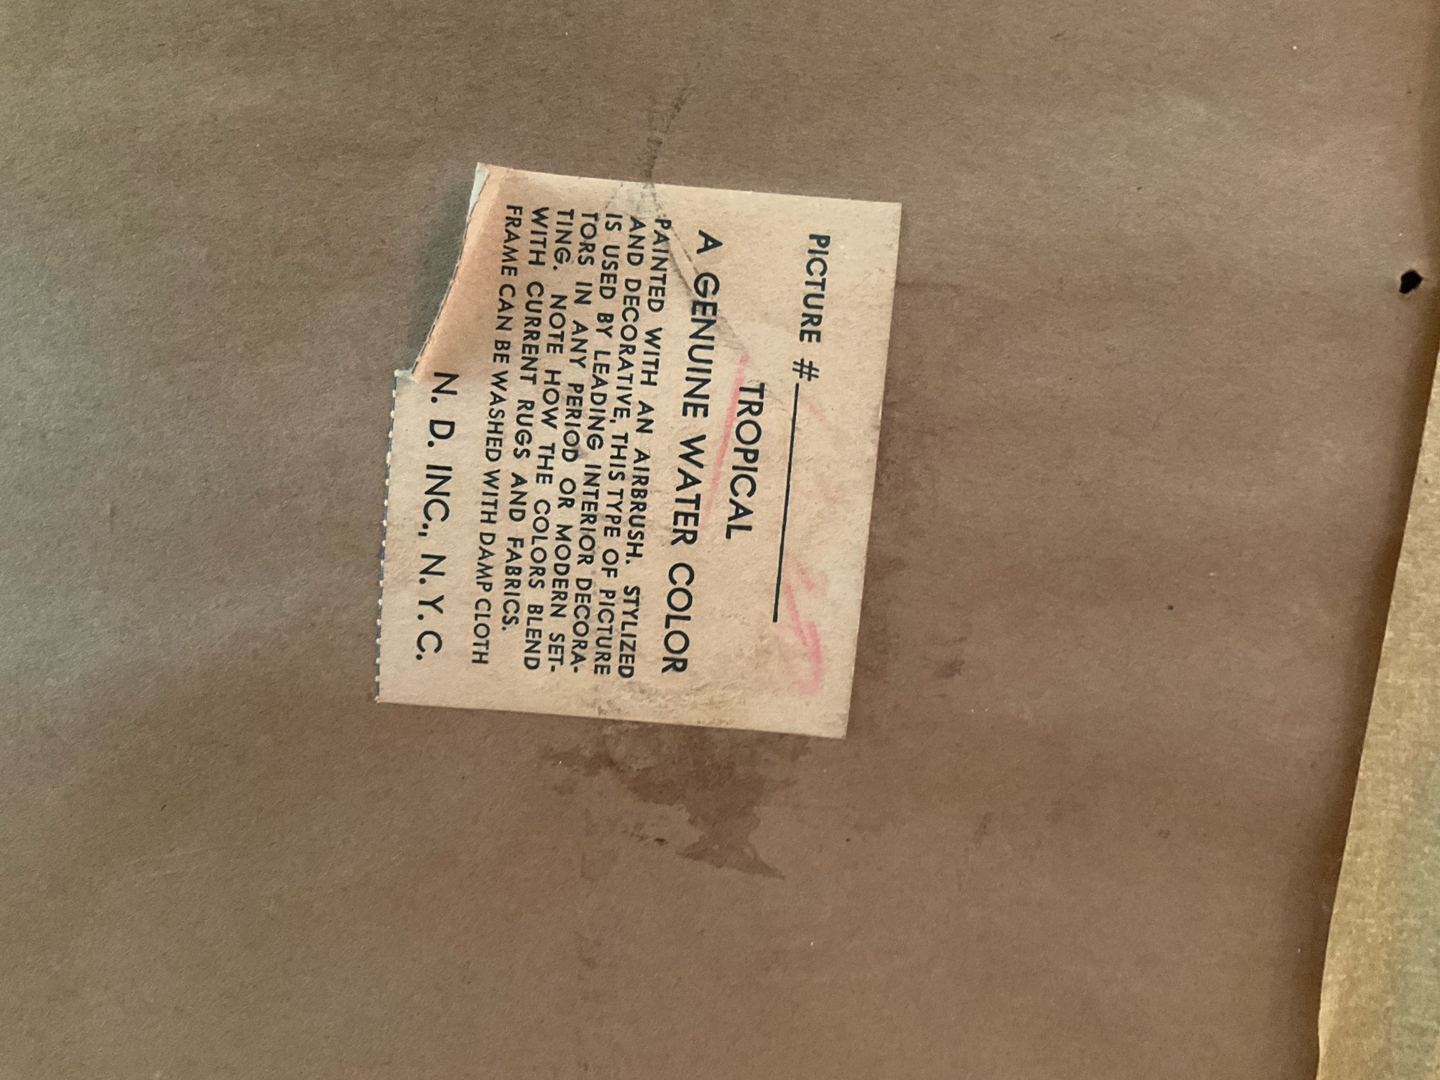 PICTURE #
TROPICAL
A GENUINE WATER COLOR
PAINTED WITH AN AIRBRUSH. STYLIZED
AND DECORATIVE, THIS TYPE OF PICTURE
IS USED BY LEADING INTERIOR DECORA-
TORS IN ANY PERIOD OR MODERN SET-
TING. NOTE HOW THE COLORS BLEND
WITH CURRENT RUGS AND FABRICS.
FRAME CAN BE WASHED WITH DAMP CLOTH
N. D. INC., N. Y. C.